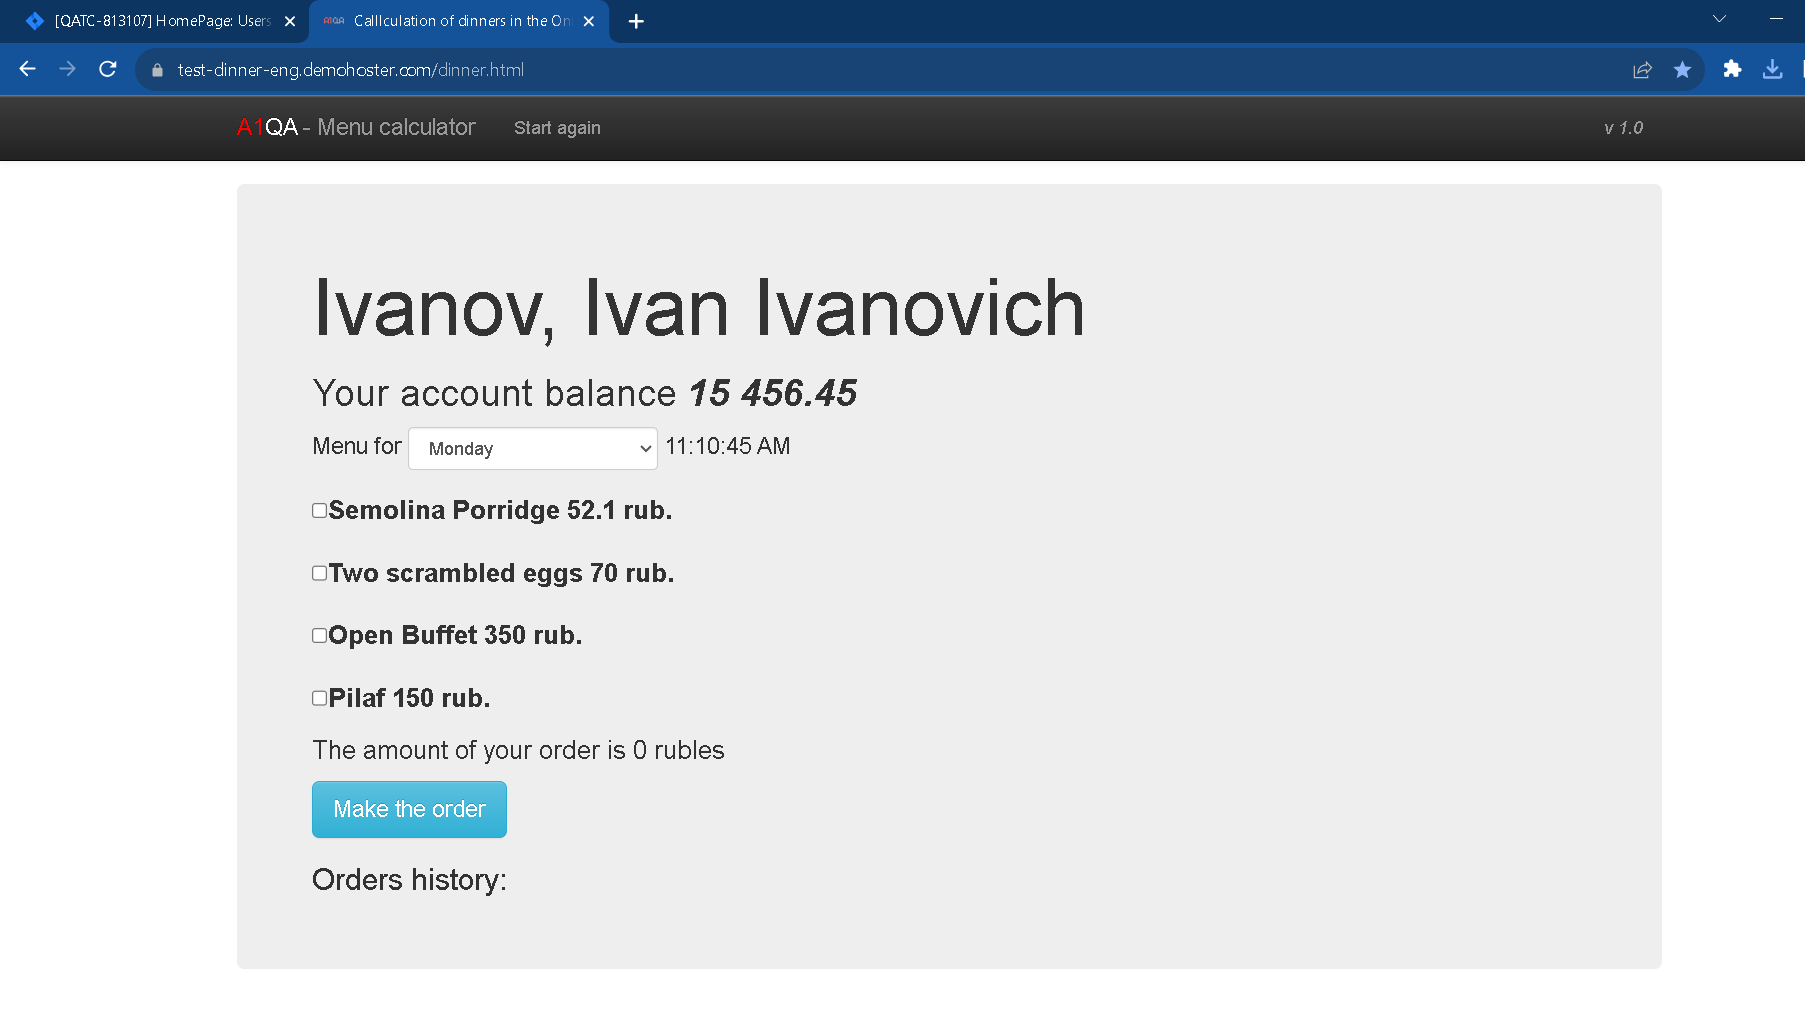 [QATC-813107] HomePage: Users
Calllculation of dinners in the Onl
test-dinner-eng.demohoster.com/dinner.html
A1QA - Menu calculator
Start again
v 1.0
Ivanov, Ivan Ivanovich
Your account balance 15 456.45
Menu for Monday 11:10:45 AM
Semolina Porridge 52.1 rub.
Two scrambled eggs 70 rub.
Open Buffet 350 rub.
Pilaf 150 rub.
The amount of your order is 0 rubles
Make the order
Orders history: